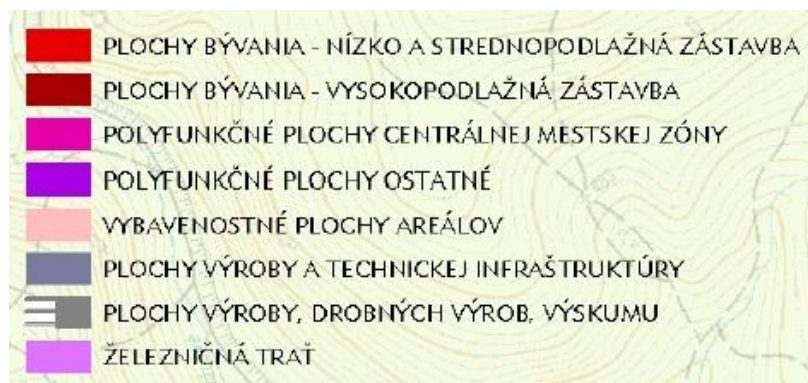 PLOCHY BÝVANIA - NÍZKO A STREDNOPODLAŽNÁ ZÁSTAVBA
PLOCHY BÝVANIA - VYSOKOPODLAŽNÁ ZÁSTAVBA
POLYFUNKČNÉ PLOCHY CENTRÁLNEJ MESTSKEJ ZÓNY
POLYFUNKČNÉ PLOCHY OSTATNÉ
VYBAVENOSTNÉ PLOCHY AREÁLOV
PLOCHY VÝROBY A TECHNICKEJ INFRAŠTRUKTÚRY
PLOCHY VÝROBY, DROBNÝCH VÝROB, VÝSKUMU
ŽELEZNIČNÁ TRAŤ